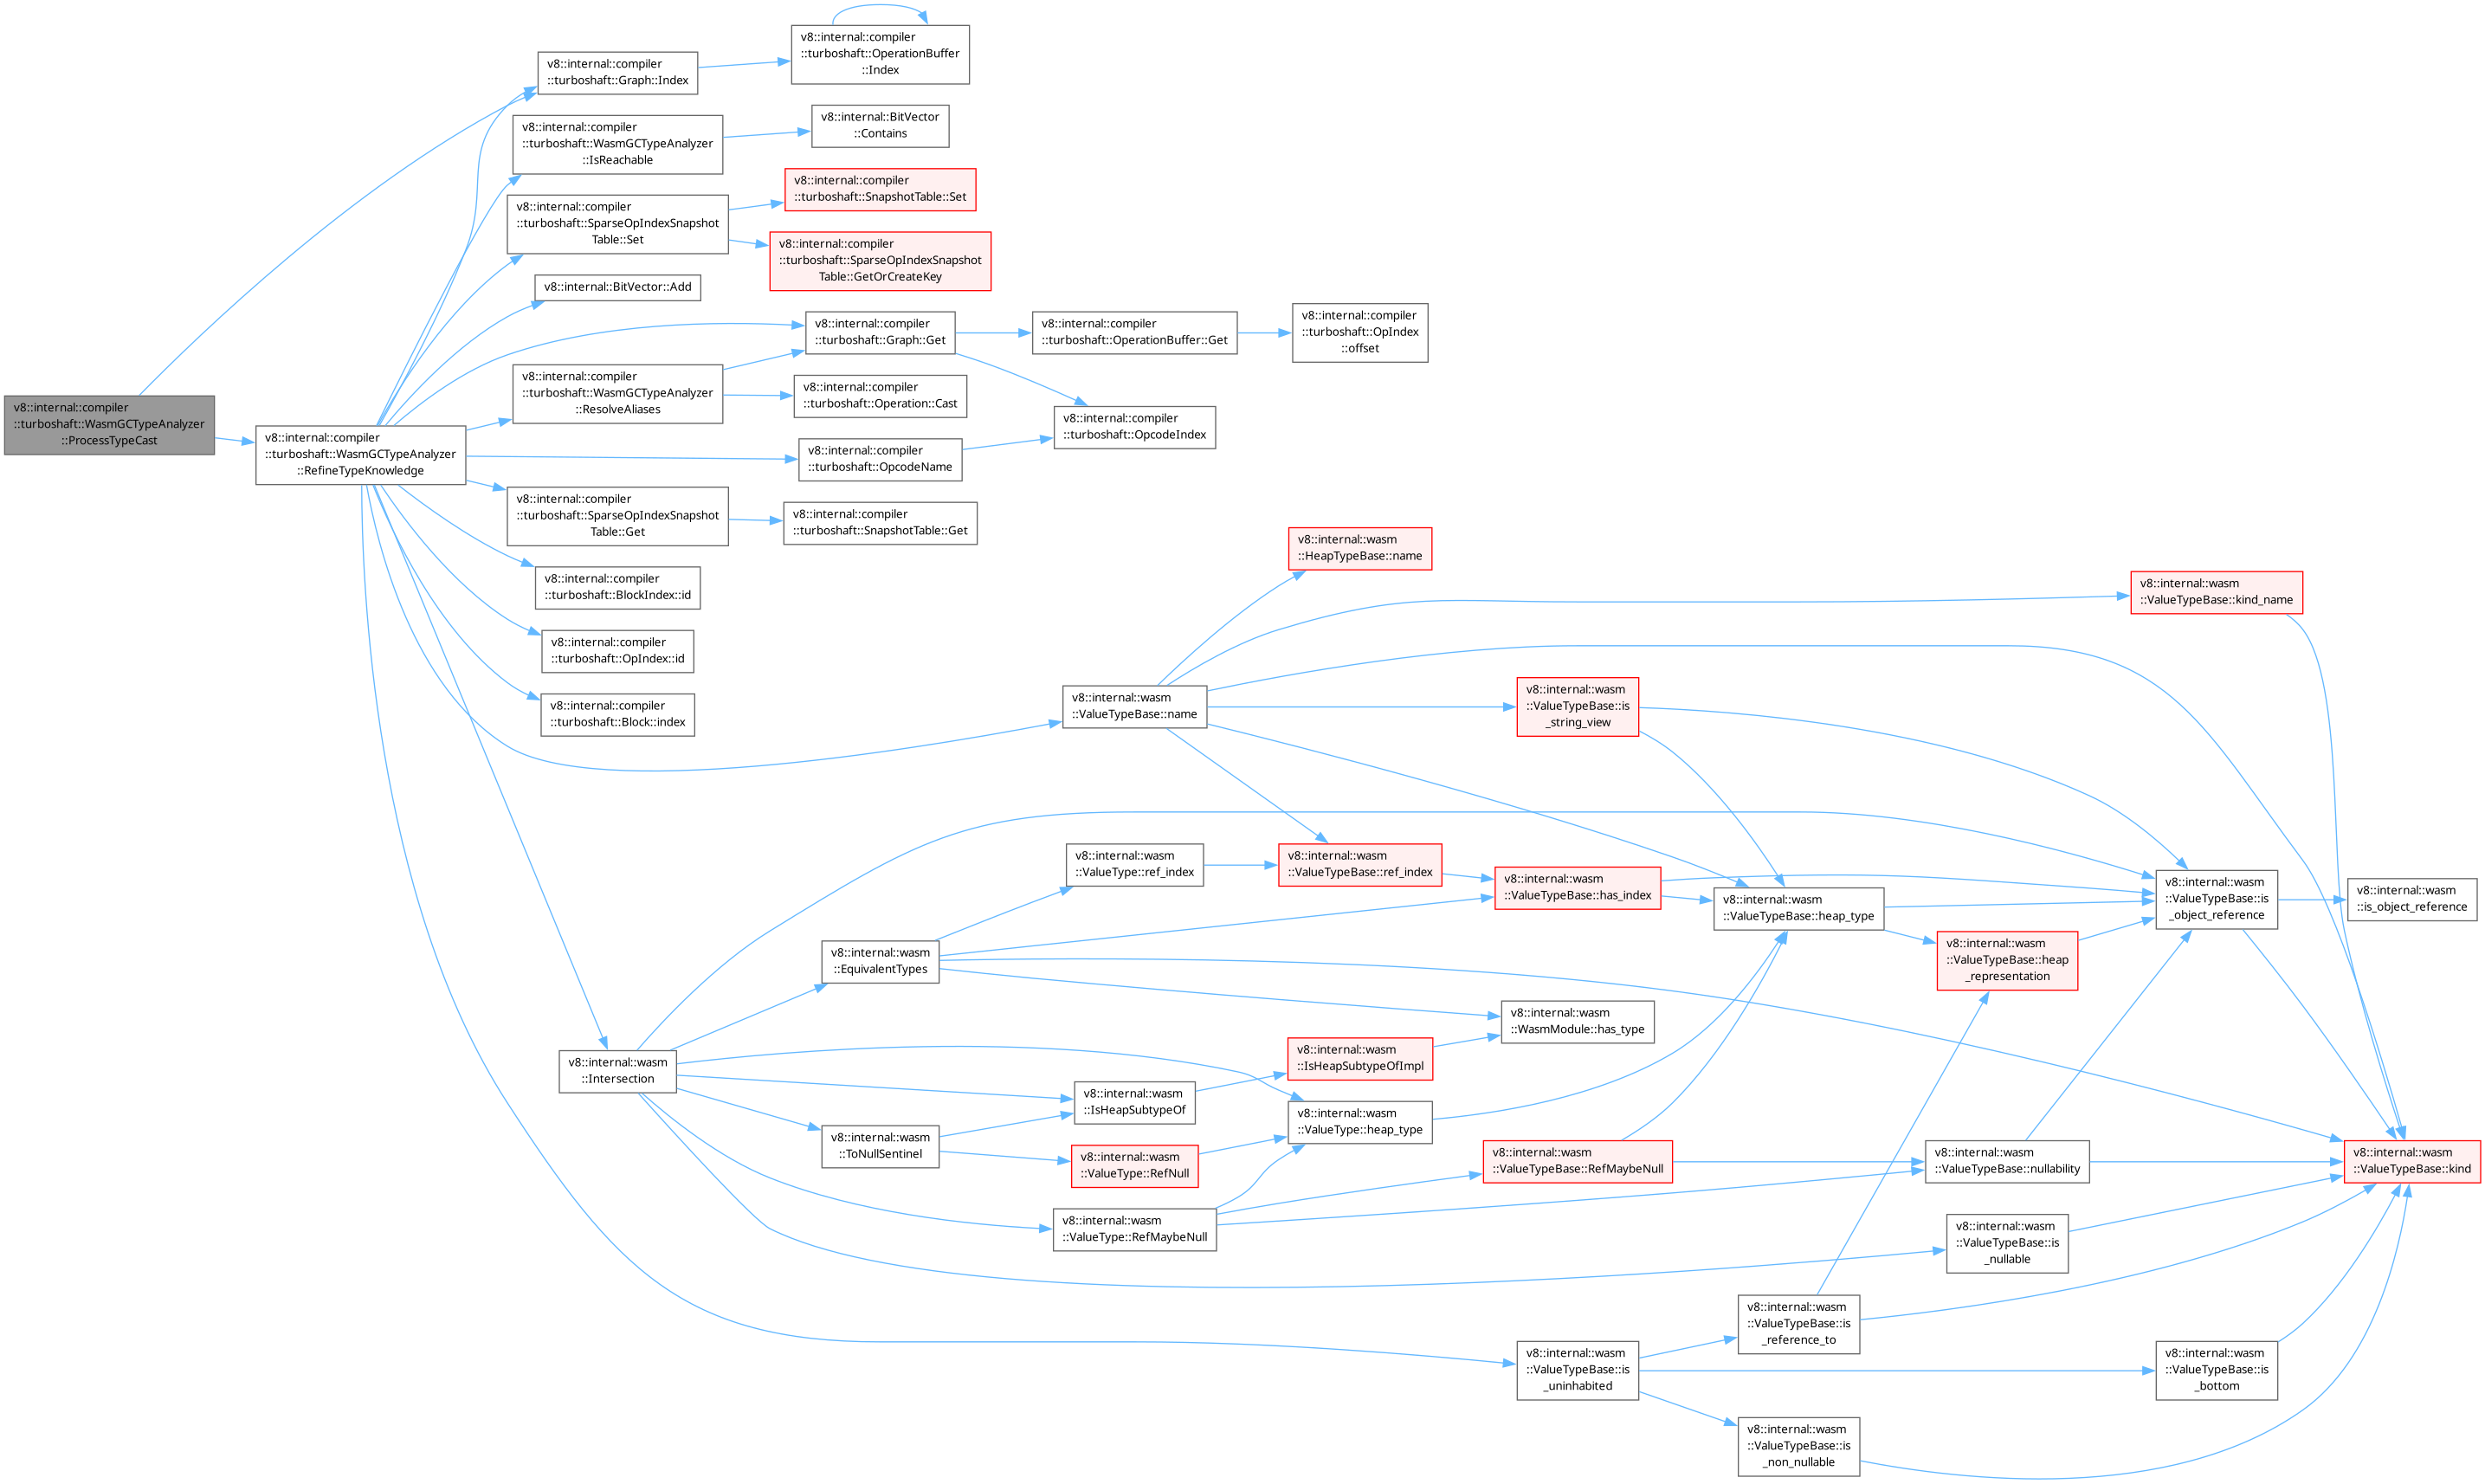 v8::internal::compiler
::turboshaft::WasmGCTypeAnalyzer
::ProcessTypeCast
v8::internal::compiler
::turboshaft::Graph::Index
v8::internal::compiler
::turboshaft::OperationBuffer
::Index
v8::internal::compiler
::turboshaft::WasmGCTypeAnalyzer
::RefineTypeKnowledge
v8::internal::compiler
::turboshaft::WasmGCTypeAnalyzer
::IsReachable
v8::internal::BitVector
::Contains
v8::internal::compiler
::turboshaft::SparseOpIndexSnapshot
Table::Set
v8::internal::compiler
::turboshaft::SnapshotTable::Set
v8::internal::compiler
::turboshaft::SparseOpIndexSnapshot
Table::GetOrCreateKey
v8::internal::BitVector::Add
v8::internal::compiler
::turboshaft::Graph::Get
v8::internal::compiler
::turboshaft::OperationBuffer::Get
v8::internal::compiler
::turboshaft::OpIndex
::offset
v8::internal::compiler
::turboshaft::WasmGCTypeAnalyzer
::ResolveAliases
v8::internal::compiler
::turboshaft::Operation::Cast
v8::internal::compiler
::turboshaft::OpcodeIndex
v8::internal::compiler
::turboshaft::OpcodeName
v8::internal::compiler
::turboshaft::SparseOpIndexSnapshot
Table::Get
v8::internal::compiler
::turboshaft::SnapshotTable::Get
v8::internal::compiler
::turboshaft::BlockIndex::id
v8::internal::compiler
::turboshaft::OpIndex::id
v8::internal::compiler
::turboshaft::Block::index
v8::internal::wasm
::ValueTypeBase::name
v8::internal::wasm
::HeapTypeBase::name
v8::internal::wasm
::ValueTypeBase::kind_name
v8::internal::wasm
::ValueTypeBase::is
_string_view
v8::internal::wasm
::ValueType::ref_index
v8::internal::wasm
::ValueTypeBase::ref_index
v8::internal::wasm
::ValueTypeBase::has_index
v8::internal::wasm
::ValueTypeBase::heap_type
v8::internal::wasm
::ValueTypeBase::is
_object_reference
v8::internal::wasm
::is_object_reference
v8::internal::wasm
::EquivalentTypes
v8::internal::wasm
::ValueTypeBase::heap
_representation
v8::internal::wasm
::WasmModule::has_type
v8::internal::wasm
::Intersection
v8::internal::wasm
::IsHeapSubtypeOf
v8::internal::wasm
::IsHeapSubtypeOfImpl
v8::internal::wasm
::ValueType::heap_type
v8::internal::wasm
::ToNullSentinel
v8::internal::wasm
::ValueType::RefNull
v8::internal::wasm
::ValueTypeBase::RefMaybeNull
v8::internal::wasm
::ValueTypeBase::nullability
v8::internal::wasm
::ValueTypeBase::kind
v8::internal::wasm
::ValueType::RefMaybeNull
v8::internal::wasm
::ValueTypeBase::is
_nullable
v8::internal::wasm
::ValueTypeBase::is
_reference_to
v8::internal::wasm
::ValueTypeBase::is
_uninhabited
v8::internal::wasm
::ValueTypeBase::is
_bottom
v8::internal::wasm
::ValueTypeBase::is
_non_nullable